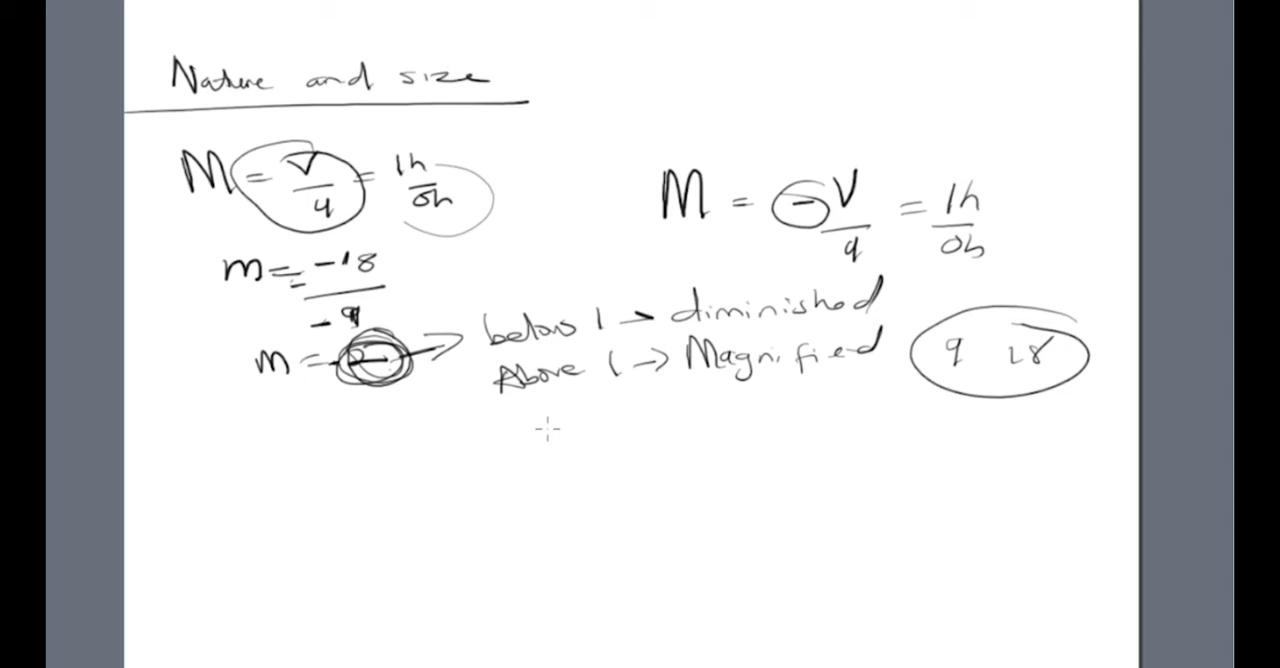 Nature and size
M = v/u = Ih/Oh
M = -v/u = Ih/Oh
m = -18/-9
below 1 → diminished
m = 2 → Above 1 → Magnified
9 18